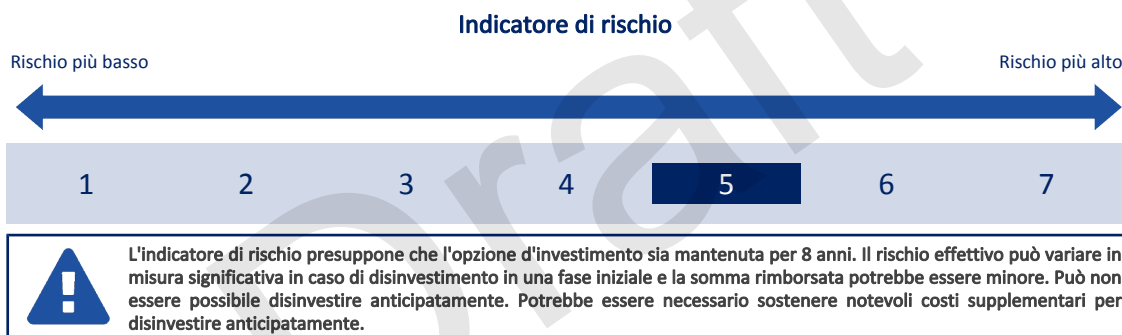 Indicatore di rischio
Rischio più basso
Rischio più alto
1 2 3 4 5 6 7
L'indicatore di rischio presuppone che l'opzione d'investimento sia mantenuta per 8 anni. Il rischio effettivo può variare in
misura significativa in caso di disinvestimento in una fase iniziale e la somma rimborsata potrebbe essere minore. Può non
essere possibile disinvestire anticipatamente. Potrebbe essere necessario sostenere notevoli costi supplementari per
disinvestire anticipatamente.
Draft